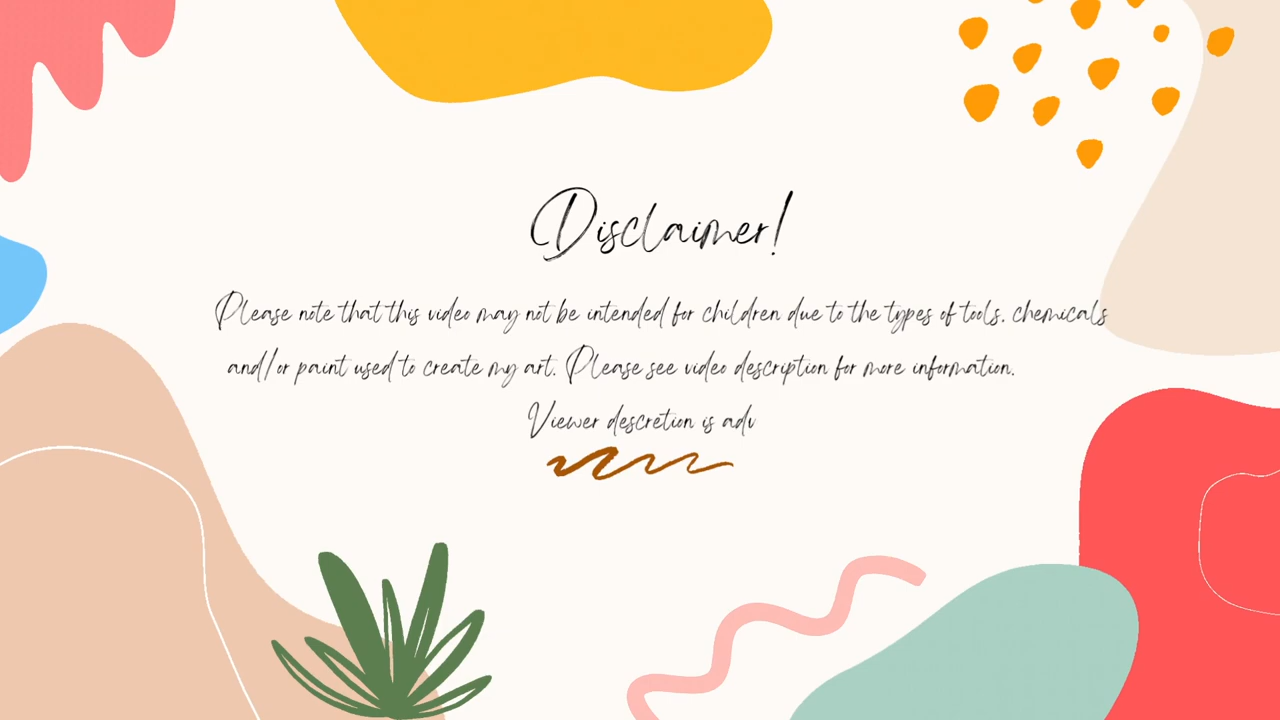 Disclaimer!
Please note that this video may not be intended for children due to the types of tools, chemicals
and/or paint used to create my art. Please see video description for more information.
Viewer descretion is adv